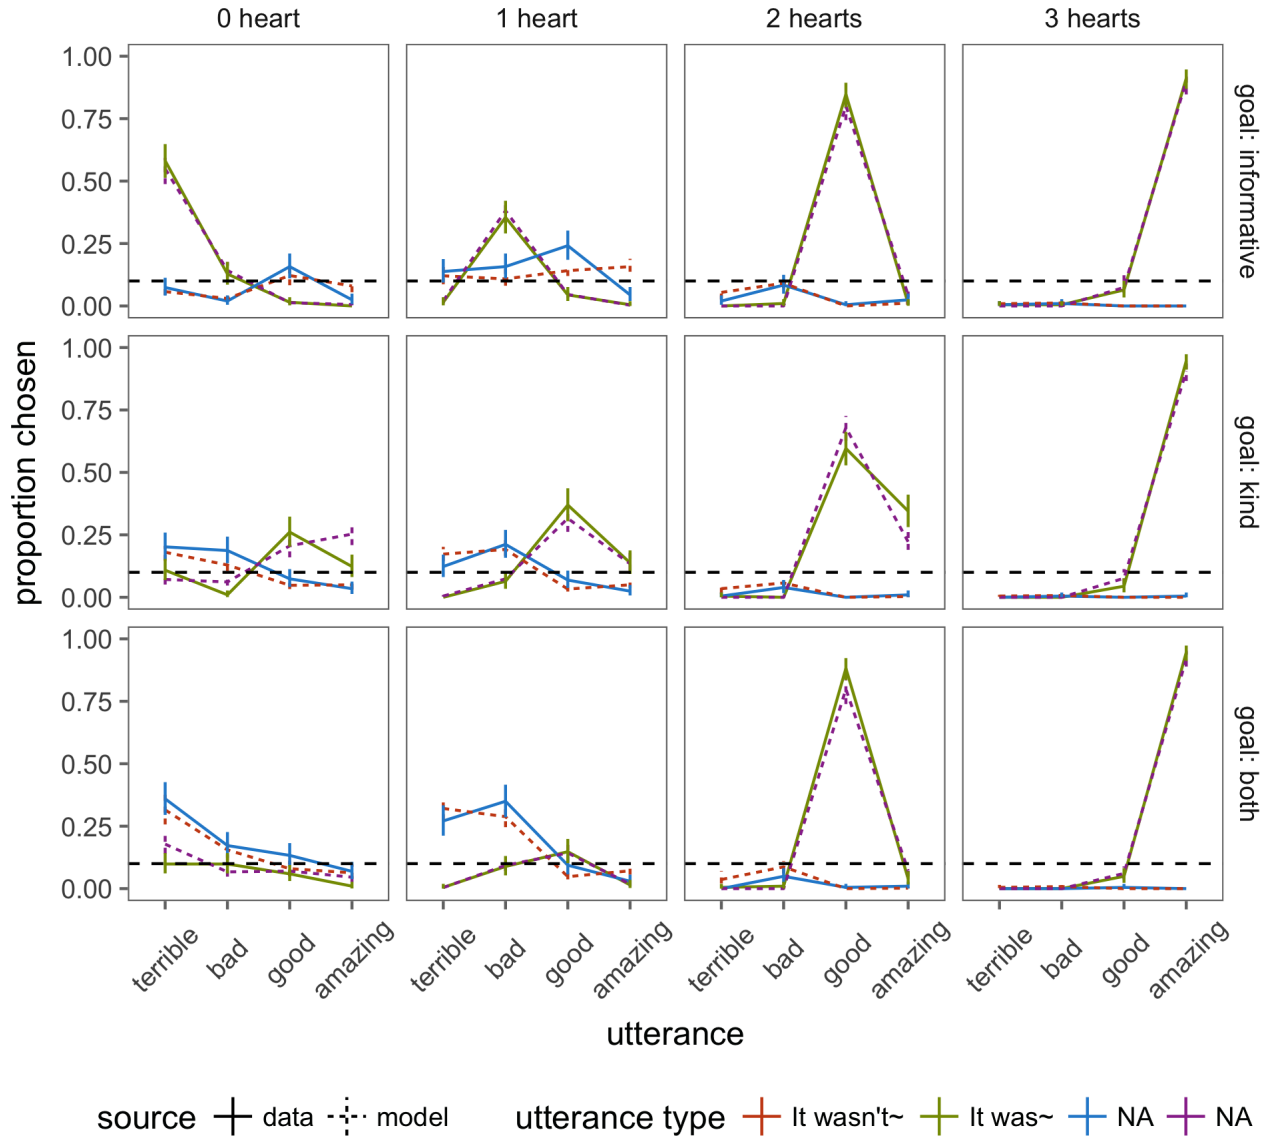 0 heart 1 heart 2 hearts 3 hearts
1.00
0.75
0.50
0.25
0.00
goal: informative
1.00
0.75
0.50
0.25
0.00
goal: kind
1.00
0.75
0.50
0.25
0.00
goal: both
proportion chosen
terrible bad good amazing terrible bad good amazing terrible bad good amazing terrible bad good amazing
utterance
source data model utterance type It wasn't~ It was~ NA NA